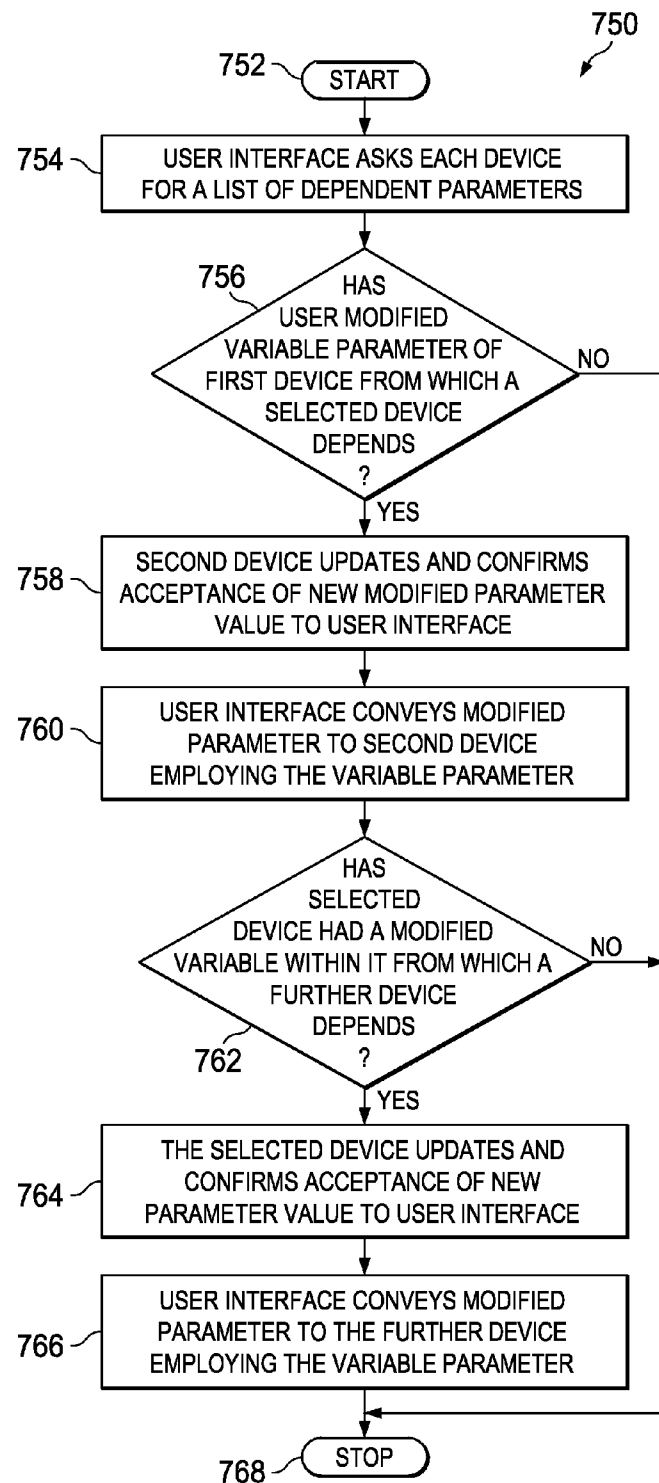 750
752
START
754
USER INTERFACE ASKS EACH DEVICE
FOR A LIST OF DEPENDENT PARAMETERS
756
HAS
USER MODIFIED
VARIABLE PARAMETER OF
FIRST DEVICE FROM WHICH A
SELECTED DEVICE
DEPENDS
?
NO
YES
758
SECOND DEVICE UPDATES AND CONFIRMS
ACCEPTANCE OF NEW MODIFIED PARAMETER
VALUE TO USER INTERFACE
760
USER INTERFACE CONVEYS MODIFIED
PARAMETER TO SECOND DEVICE
EMPLOYING THE VARIABLE PARAMETER
HAS
SELECTED
DEVICE HAD A MODIFIED
VARIABLE WITHIN IT FROM WHICH A
FURTHER DEVICE
DEPENDS
?
NO
762
YES
764
THE SELECTED DEVICE UPDATES AND
CONFIRMS ACCEPTANCE OF NEW
PARAMETER VALUE TO USER INTERFACE
766
USER INTERFACE CONVEYS MODIFIED
PARAMETER TO THE FURTHER DEVICE
EMPLOYING THE VARIABLE PARAMETER
768
STOP